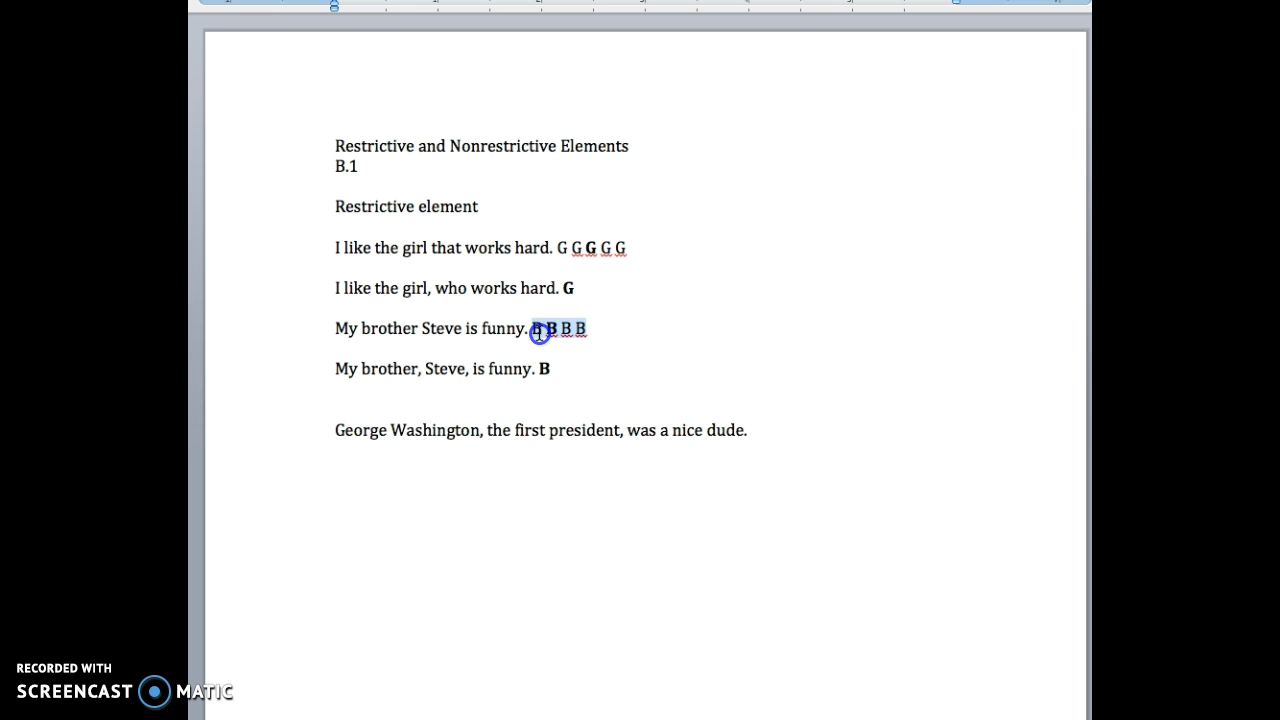 Restrictive and Nonrestrictive Elements
B.1
Restrictive element
I like the girl that works hard. G G G G G
I like the girl, who works hard. G
My brother Steve is funny. B B B B
My brother, Steve, is funny. B
George Washington, the first president, was a nice dude.
RECORDED WITH
SCREENCAST MATIC